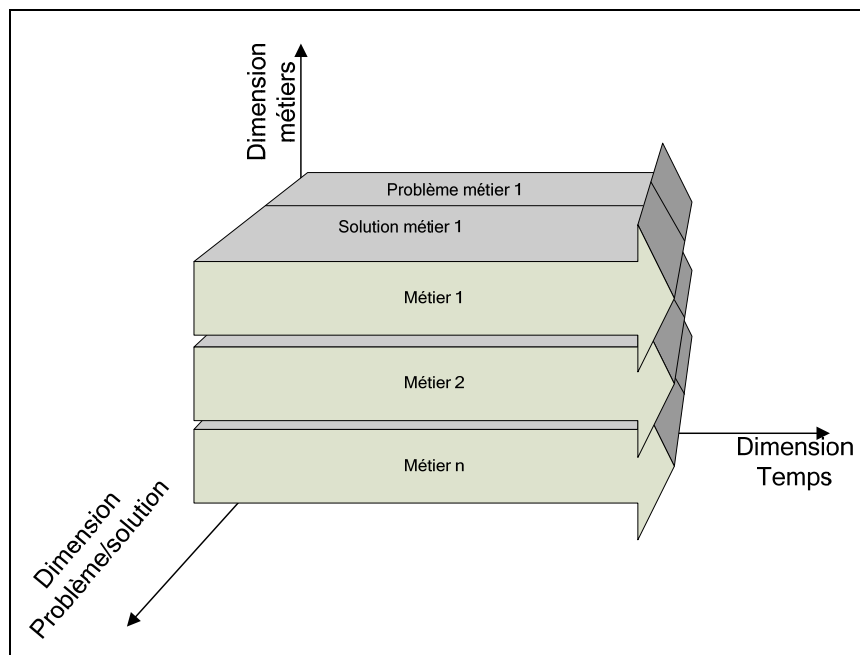 Dimension
métiers
Problème métier 1
Solution métier 1
Métier 1
Métier 2
Métier n
Dimension
Temps
Dimension
Problème/solution